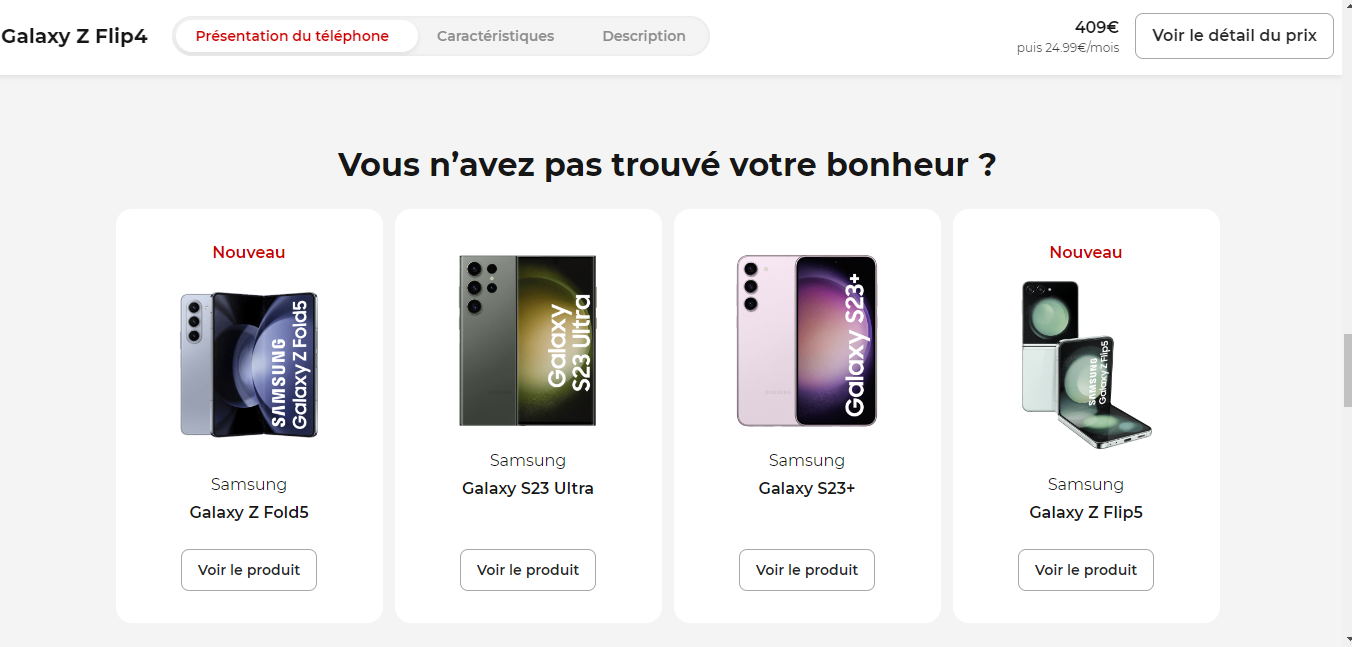 Galaxy Z Flip4
Présentation du téléphone
Caractéristiques
Description
409€
puis 24.99€/mois
Voir le détail du prix
Vous n’avez pas trouvé votre bonheur ?
Nouveau
SAMSUNG
Galaxy Z Fold5
Samsung
Galaxy Z Fold5
Voir le produit
Galaxy
S23 Ultra
Samsung
Galaxy S23 Ultra
Voir le produit
Galaxy S23+
Samsung
Galaxy S23+
Voir le produit
Nouveau
SAMSUNG
Galaxy Z Flip5
Samsung
Galaxy Z Flip5
Voir le produit